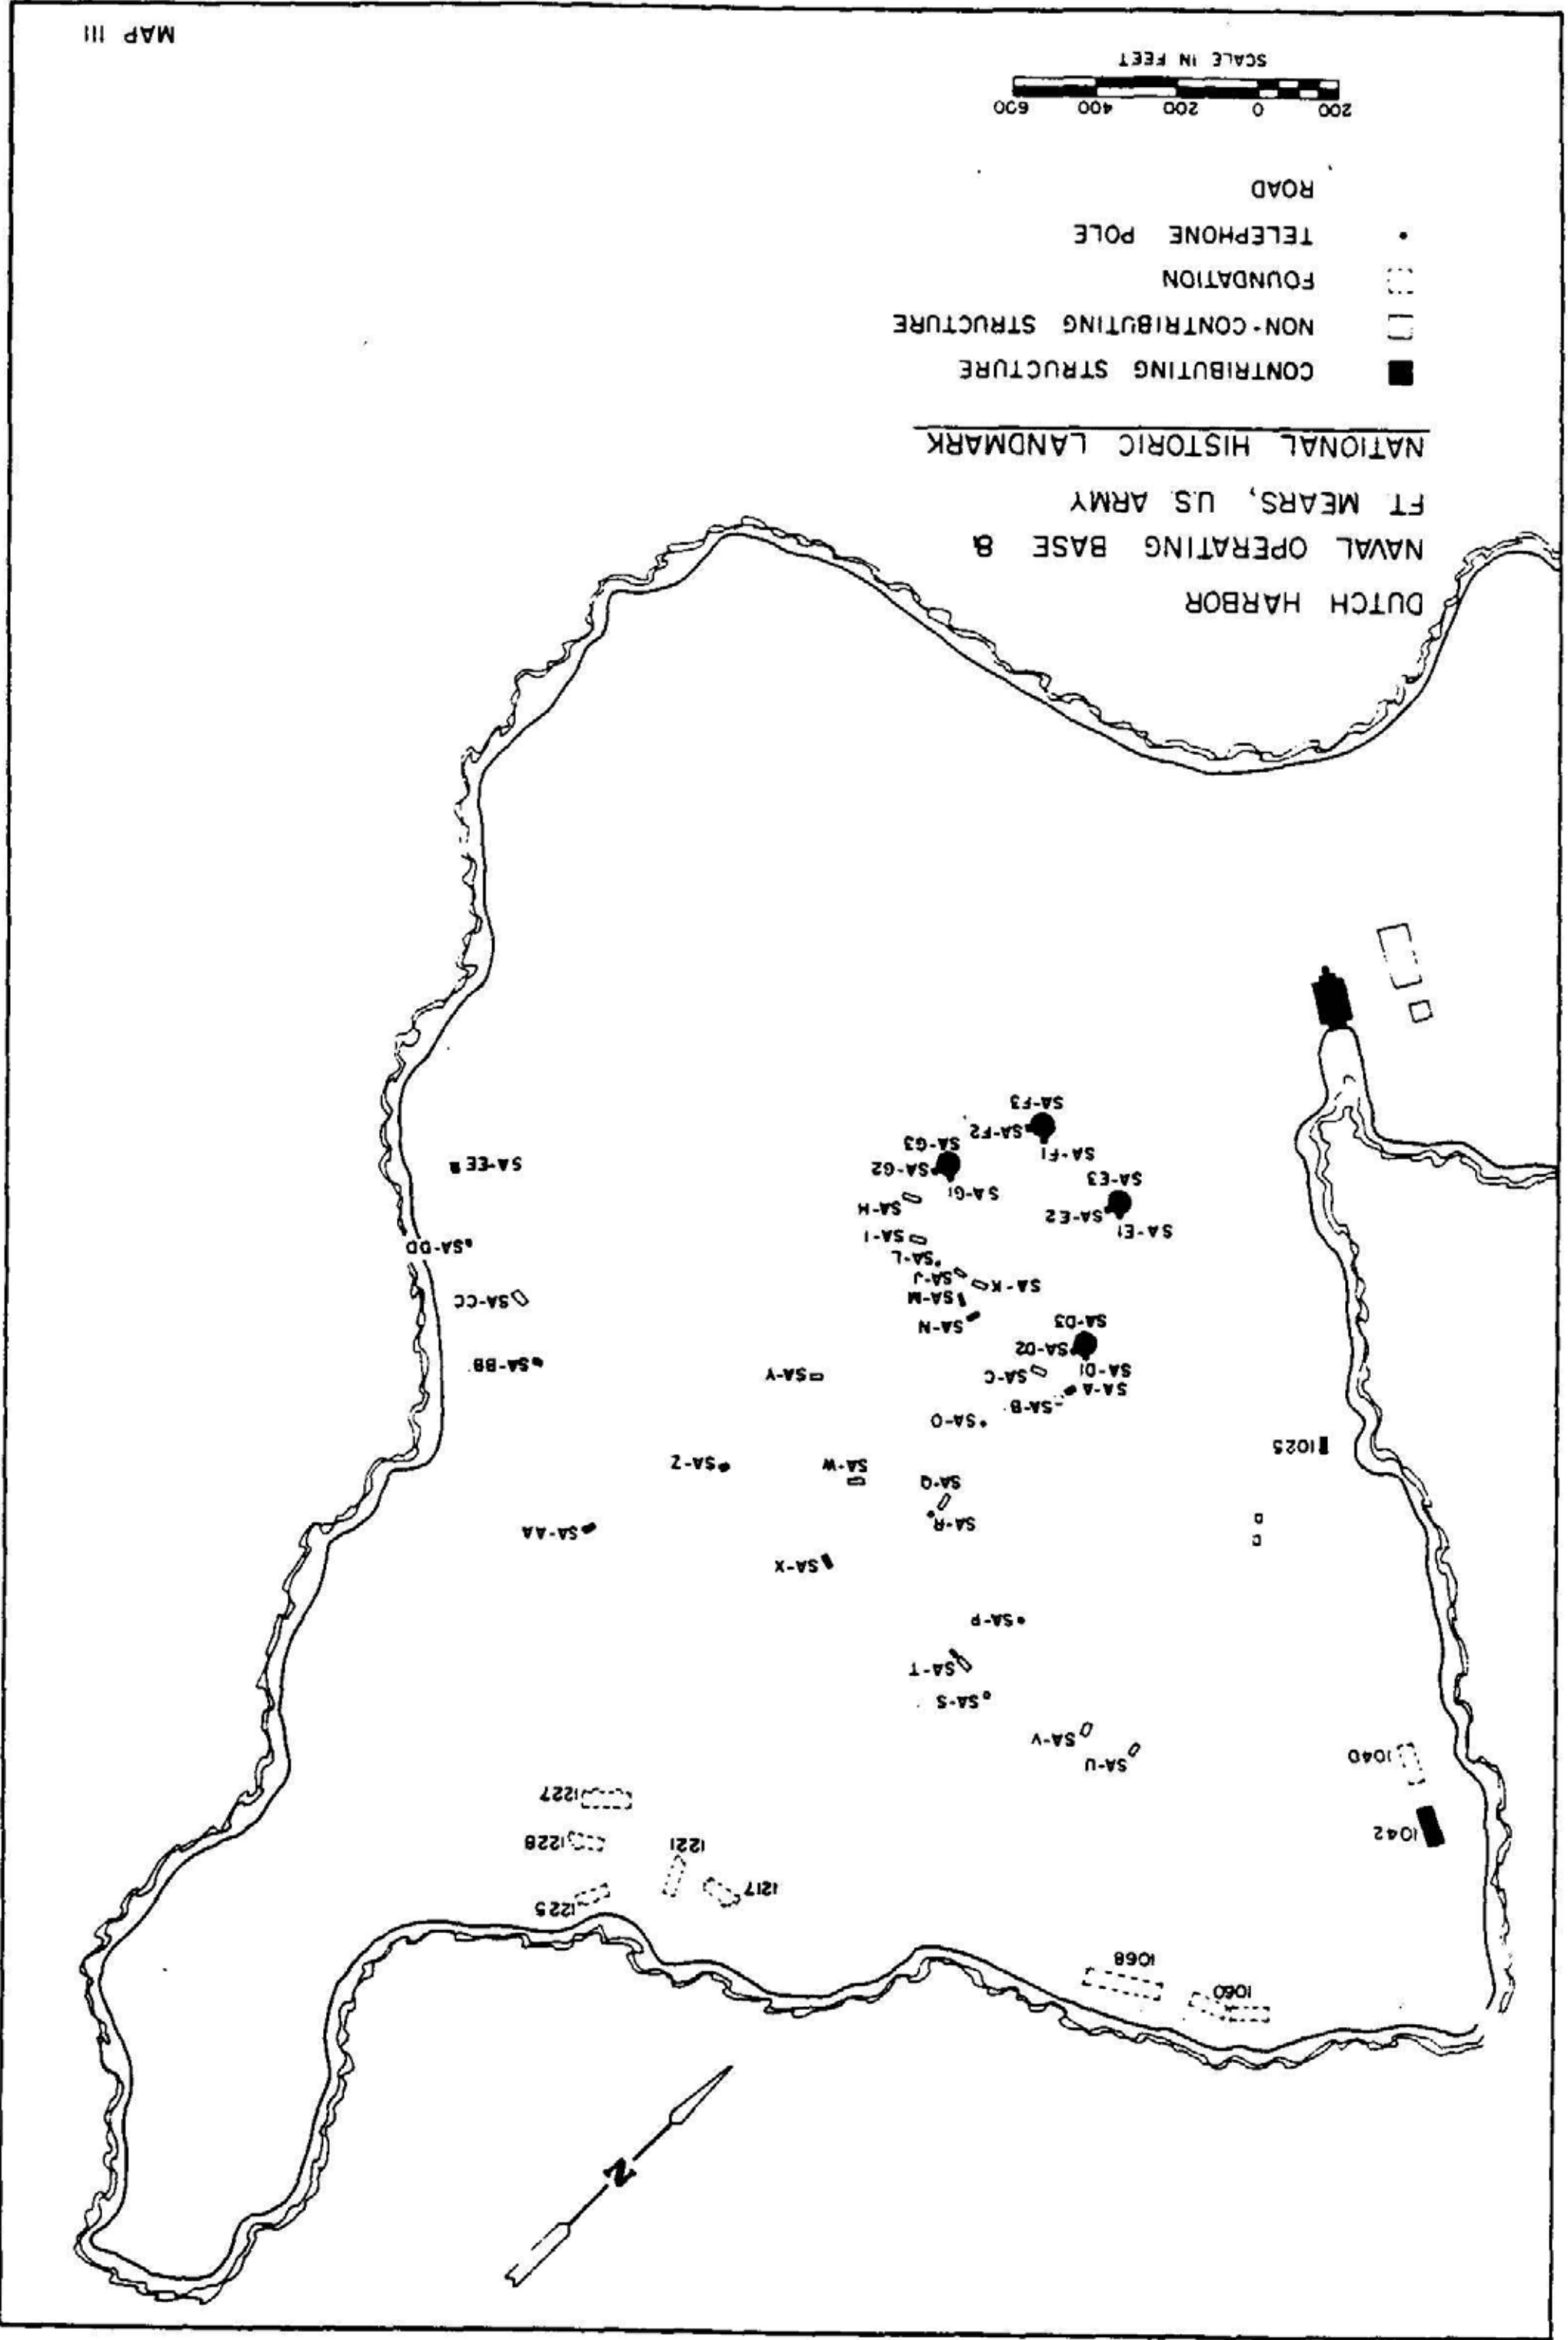 N
1060
1068
1225
1217
1042
1228
1221
1227
SA-U
1040
SA-V
SA-S
SA-T
SA-P
SA-X
SA-AA
SA-R
SA-Q
SA-W
SA-Z
1025
SA-O
SA-B
SA-A
SA-C
SA-Y
SA-D1
SA-BB
SA-D2
SA-N
SA-D3
SA-M
SA-CC
SA-K
SA-J
SA-L
SA-DD
SA-I
SA-E1
SA-E2
SA-H
SA-G1
SA-E3
SA-G2
SA-EE
SA-F1
SA-G3
SA-F2
SA-F3
DUTCH HARBOR
NAVAL OPERATING BASE &
FT. MEARS, U.S. ARMY
NATIONAL HISTORIC LANDMARK
CONTRIBUTING STRUCTURE
NON-CONTRIBUTING STRUCTURE
FOUNDATION
TELEPHONE POLE
ROAD
200 0 200 400 600
SCALE IN FEET
MAP III